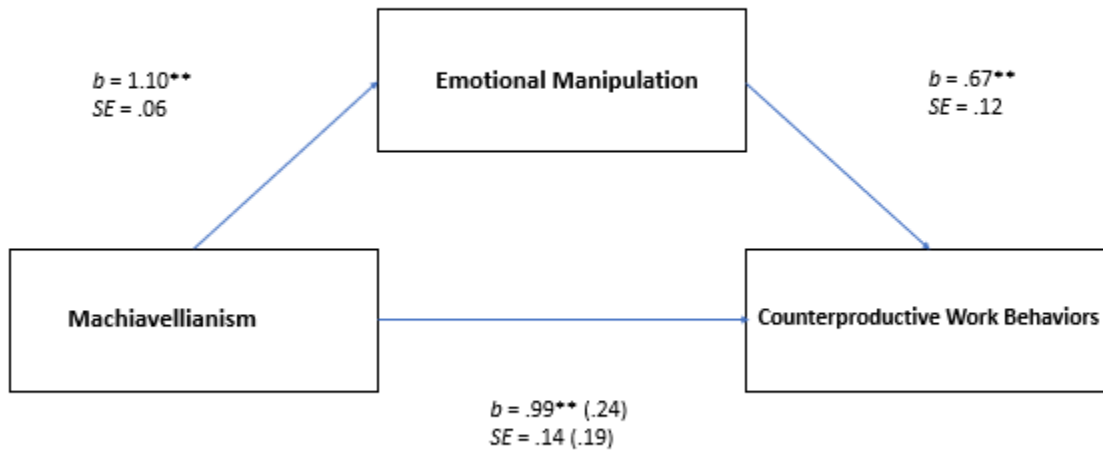 Emotional Manipulation
b = 1.10**
SE = .06
b = .67**
SE = .12
Machiavellianism
Counterproductive Work Behaviors
b = .99** (.24)
SE = .14 (.19)